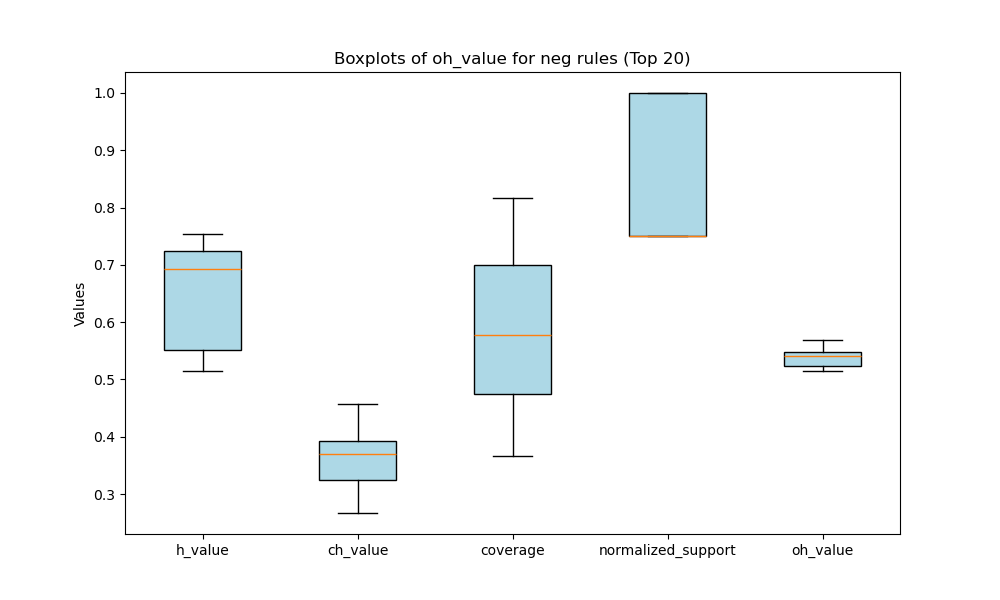 Boxplots of oh_value for neg rules (Top 20)
1.0
0.9
0.8
0.7
0.6
0.5
0.4
0.3
Values
h_value
ch_value
coverage
normalized_support
oh_value